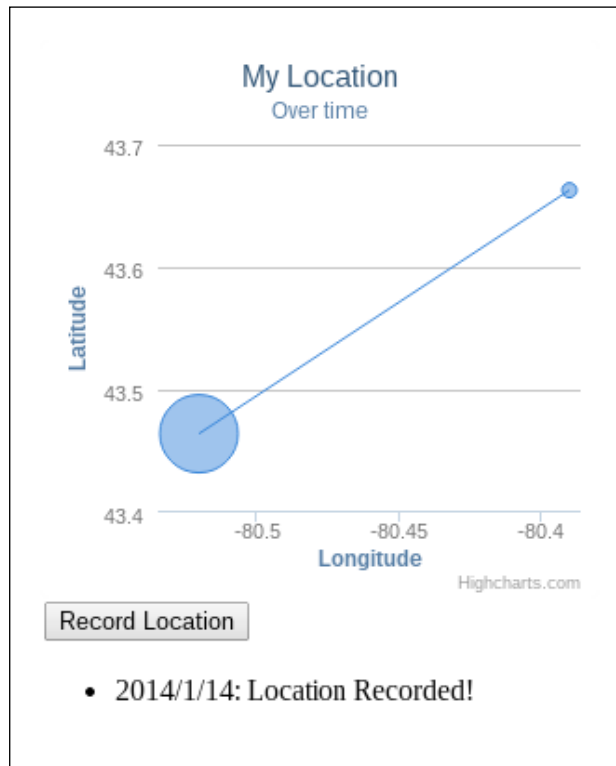 My Location
Over time
43.7
43.6
43.5
43.4
Latitude
-80.5 -80.45 -80.4
Longitude
Highcharts.com
Record Location
• 2014/1/14: Location Recorded!